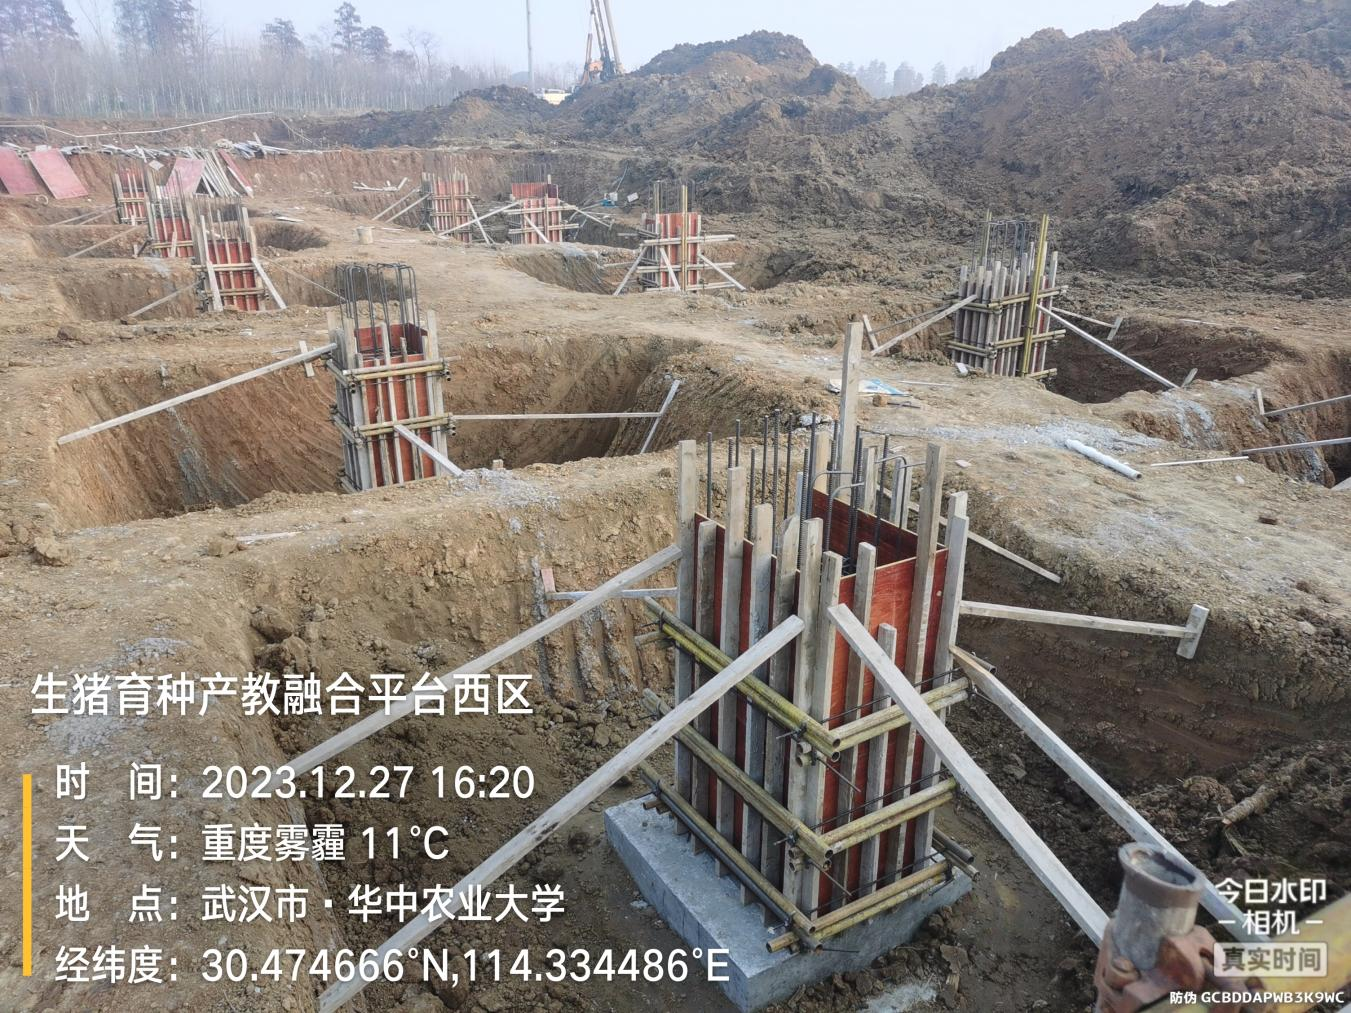 生猪育种产教融合平台西区
时 间：2023.12.27 16:20
天 气：重度雾霾 11℃
地 点：武汉市·华中农业大学
经纬度：30.474666°N,114.334486°E
今日水印
相机
真实时间
防伪 GCBDDAPWB3K9WC